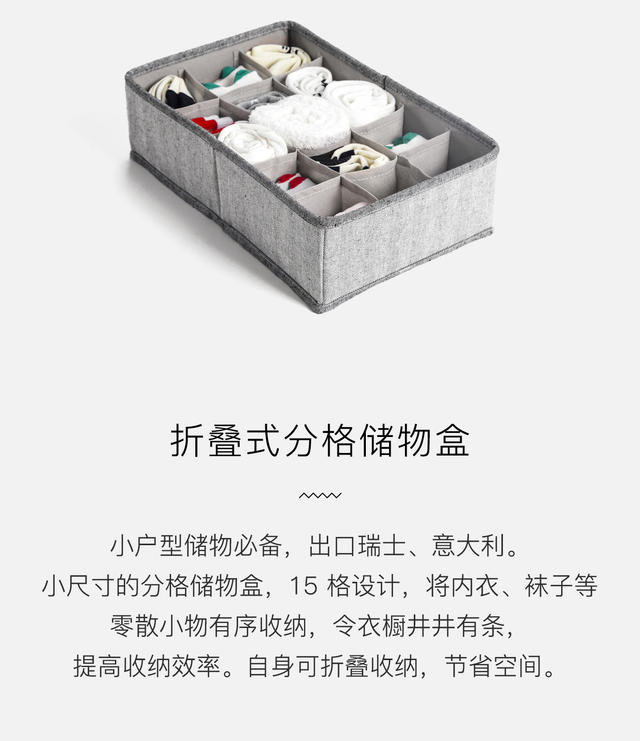 折叠式分格储物盒
小户型储物必备，出口瑞士、意大利。
小尺寸的分格储物盒，15 格设计，将内衣、袜子等
零散小物有序收纳，令衣橱井井有条，
提高收纳效率。自身可折叠收纳，节省空间。